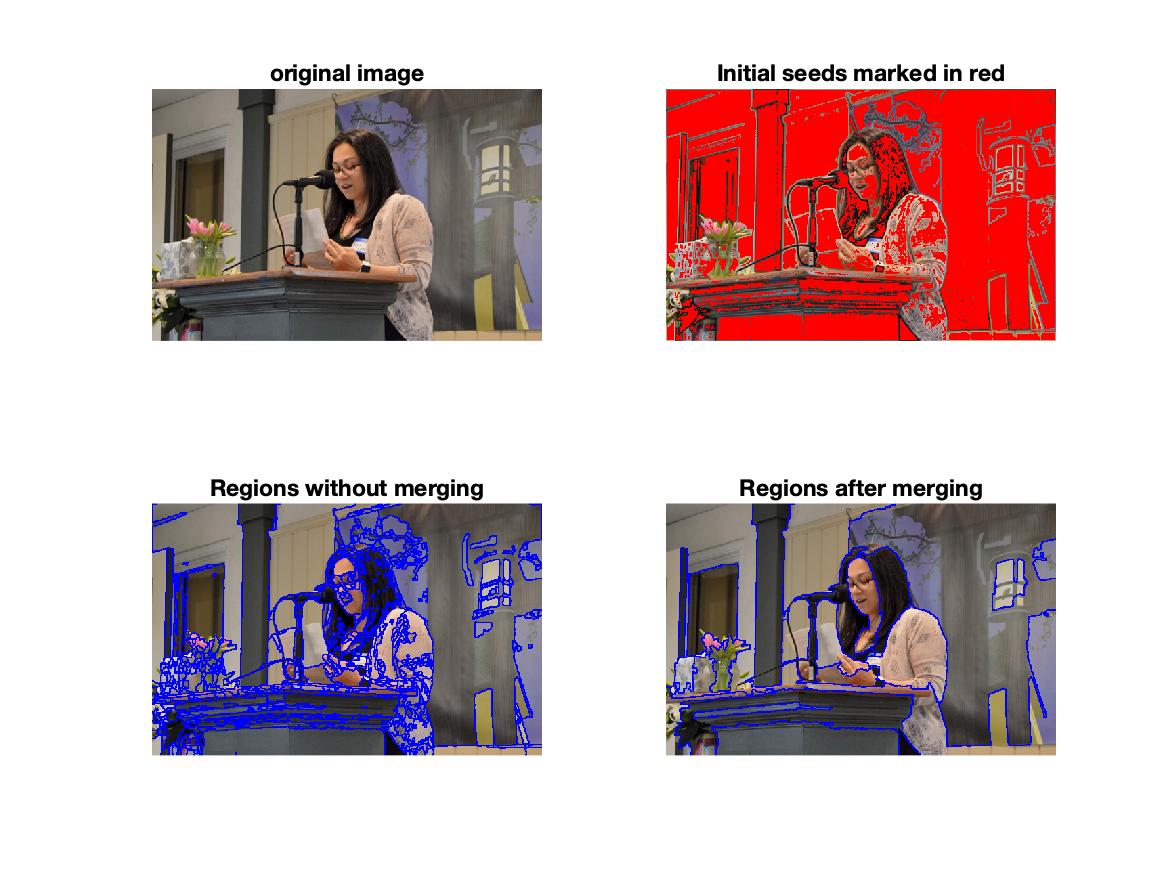 original image
Initial seeds marked in red
Regions without merging
Regions after merging